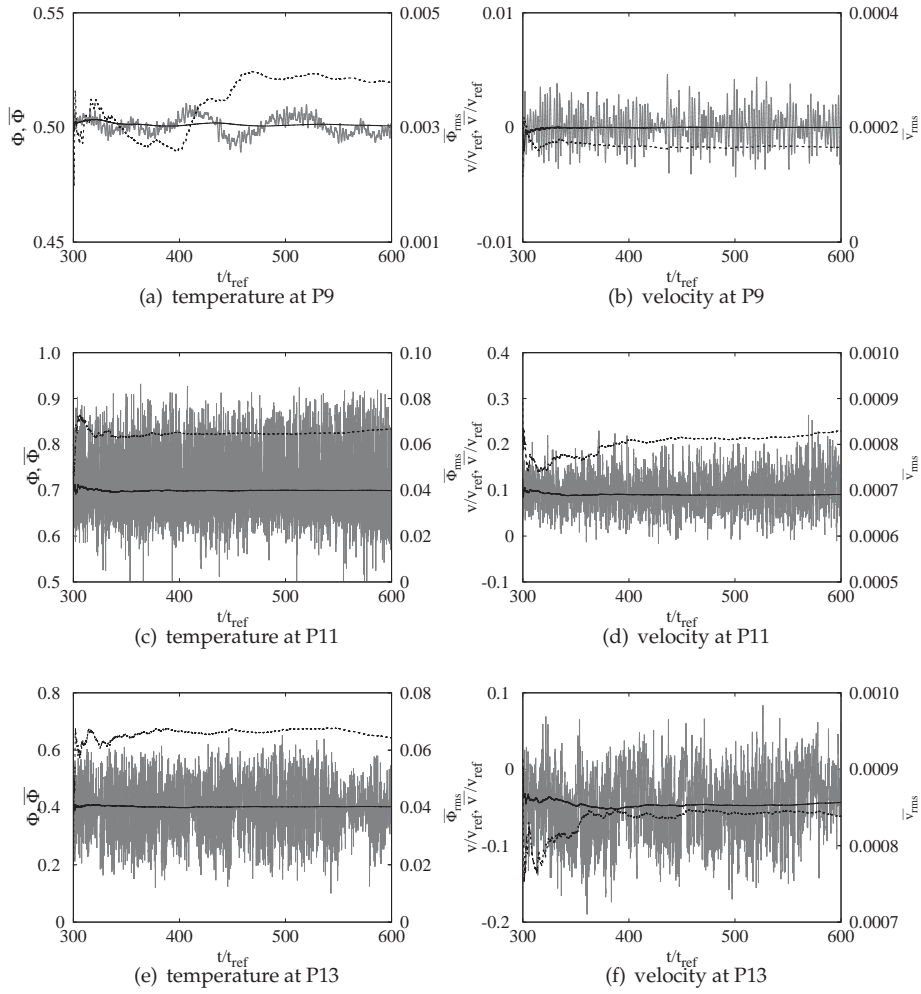 0.55 0.005 0.01 0.0004
Φ, Φ̅ 0.50 0.003 Φ̅rms v/vref, v̅/vref 0 0.0002 v̅rms
0.45 0.001 -0.01 0
300 400 500 600 300 400 500 600
t/tref t/tref
(a) temperature at P9 (b) velocity at P9
1.0 0.10 0.4 0.0010
0.9 0.08 0.3 0.0009
0.8 0.06 0.2 0.0008
Φ, Φ̅ Φ̅rms v/vref, v̅/vref v̅rms
0.7 0.04 0.1 0.0007
0.6 0.02 0 0.0006
0.5 0 -0.1 0.0005
300 400 500 600 300 400 500 600
t/tref t/tref
(c) temperature at P11 (d) velocity at P11
0.8 0.08 0.1 0.0010
0.6 0.06 0 0.0009
Φ, Φ̅ 0.4 0.04 Φ̅rms v/vref, v̅/vref v̅rms
0.2 0.02 -0.1 0.0008
0 0 -0.2 0.0007
300 400 500 600 300 400 500 600
t/tref t/tref
(e) temperature at P13 (f) velocity at P13